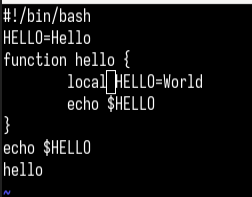 #!/bin/bash
HELLO=Hello
function hello {
        local HELLO=World
        echo $HELLO
}
echo $HELLO
hello
~